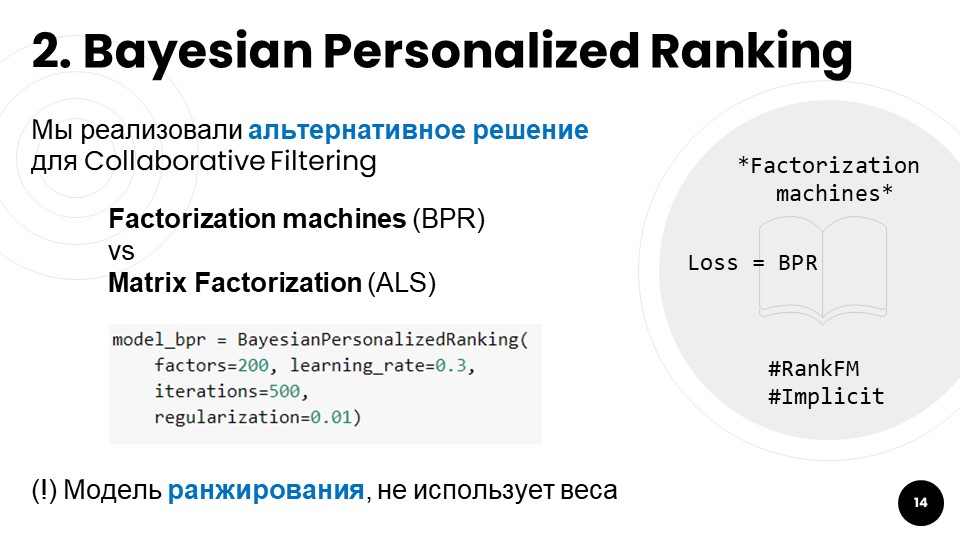 2. Bayesian Personalized Ranking
Мы реализовали альтернативное решение
для Collaborative Filtering
Factorization machines (BPR)
vs
Matrix Factorization (ALS)
model_bpr = BayesianPersonalizedRanking(
    factors=200, learning_rate=0.3,
    iterations=500,
    regularization=0.01)
(!) Модель ранжирования, не использует веса
*Factorization
machines*
Loss = BPR
#RankFM
#Implicit
14